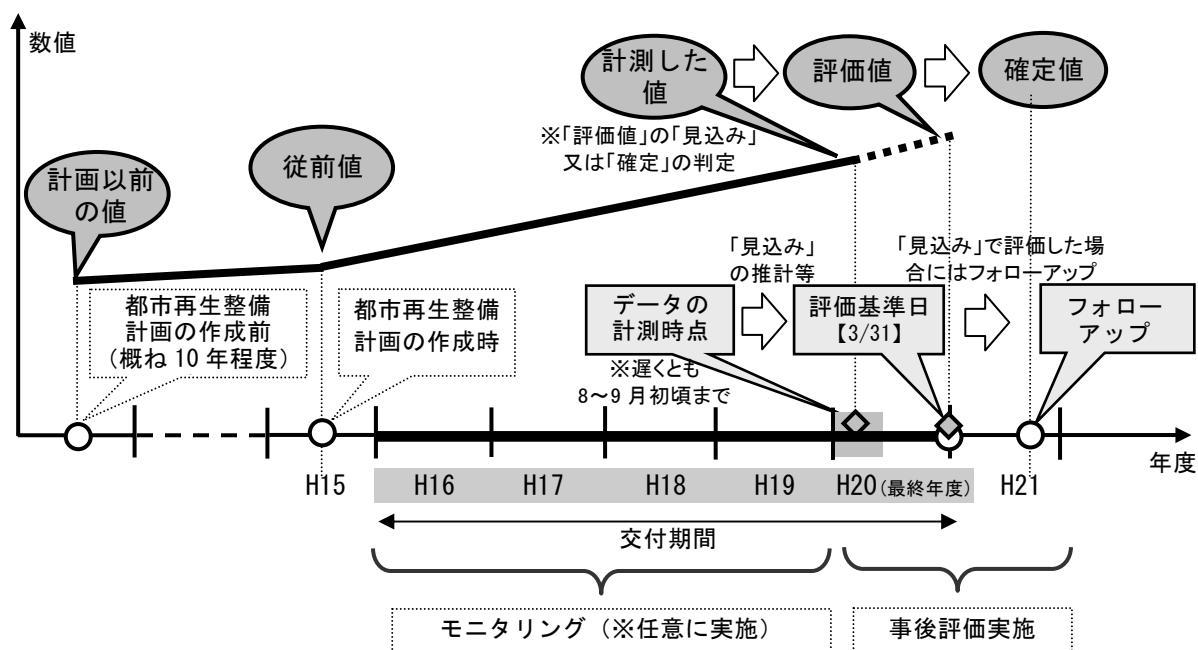 数値
計測した
値
評価値
確定値
※「評価値」の「見込み」
又は「確定」の判定
計画以前
の値
従前値
「見込み」
の推計等
「見込み」で評価した場
合にはフォローアップ
都市再生整備
計画の作成前
(概ね 10 年程度)
都市再生整備
計画の作成時
データの
計測時点
評価基準日
【3/31】
フォロー
アップ
※遅くとも
8～9 月初頃まで
年度
H15 H16 H17 H18 H19 H20(最終年度) H21
交付期間
モニタリング(※任意に実施)
事後評価実施